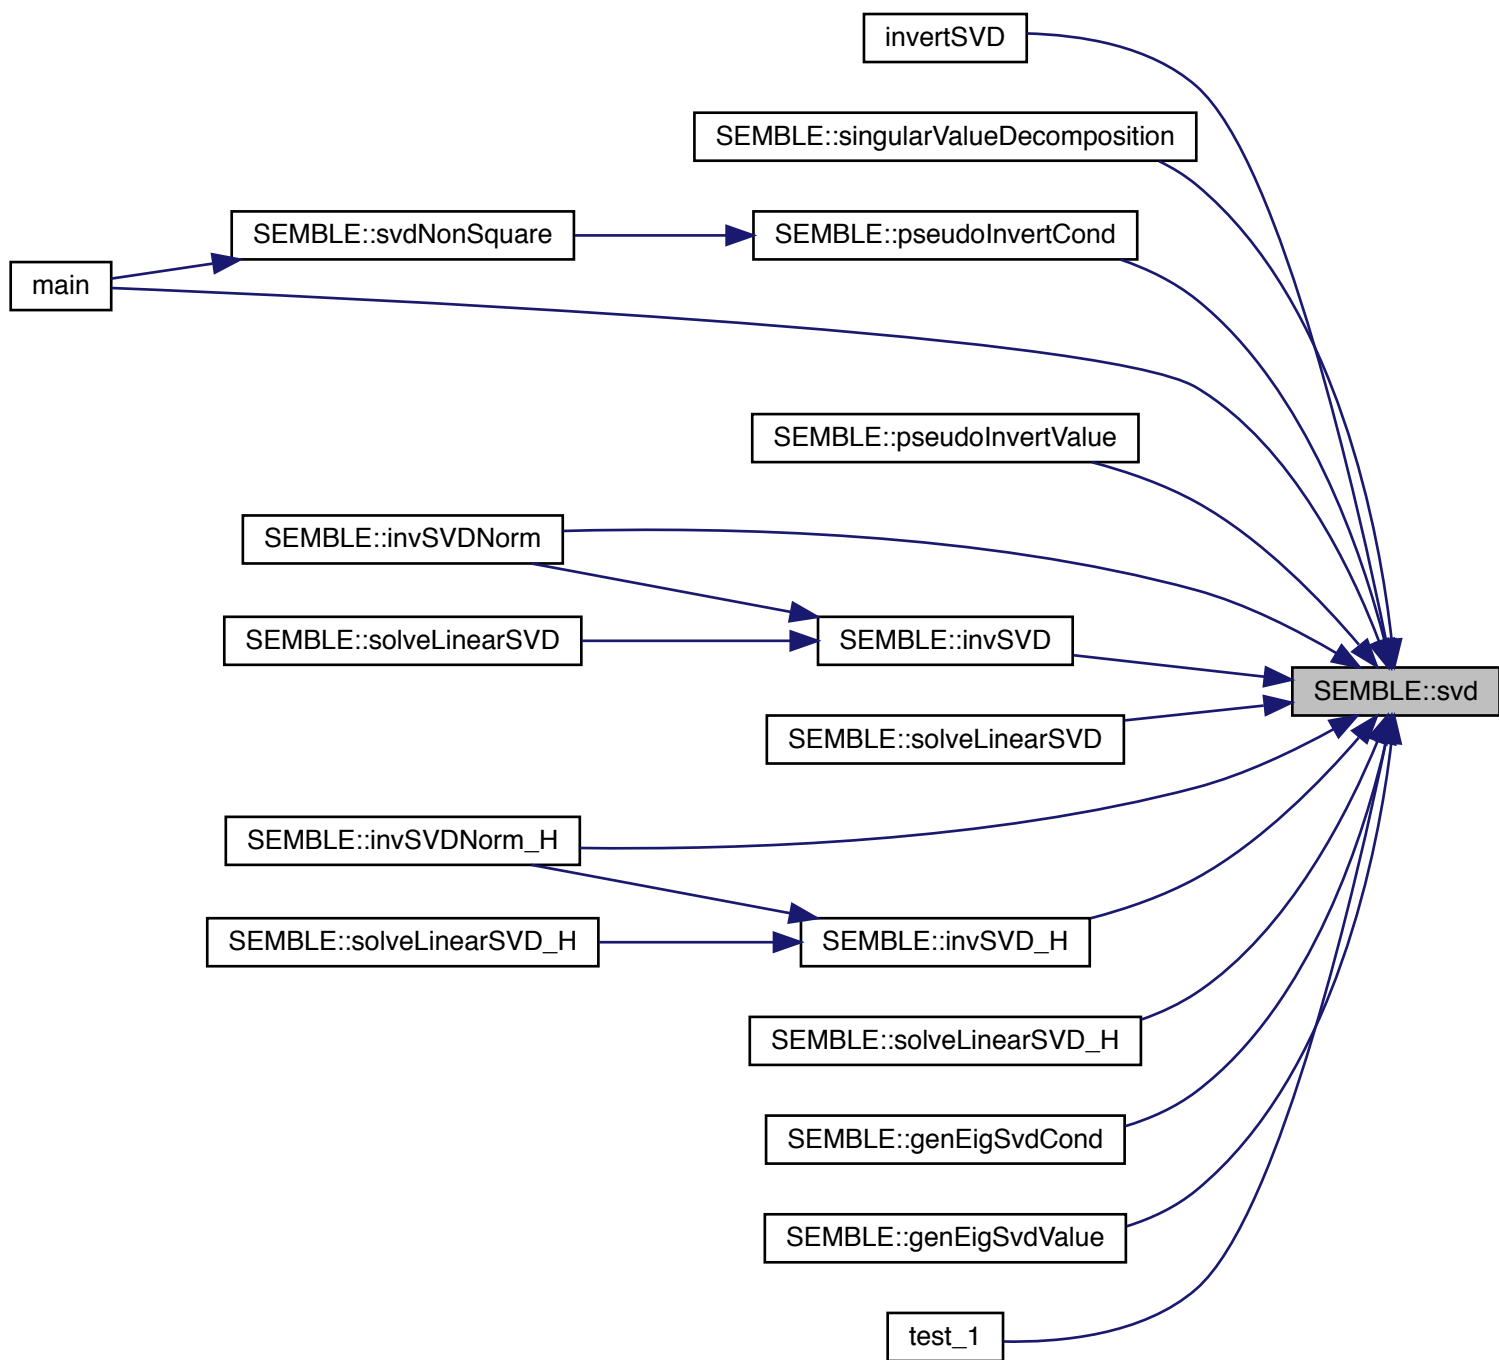 invertSVD
SEMBLE::singularValueDecomposition
SEMBLE::svdNonSquare
SEMBLE::pseudoInvertCond
main
SEMBLE::pseudoInvertValue
SEMBLE::invSVDNorm
SEMBLE::solveLinearSVD
SEMBLE::invSVD
SEMBLE::svd
SEMBLE::solveLinearSVD
SEMBLE::invSVDNorm_H
SEMBLE::solveLinearSVD_H
SEMBLE::invSVD_H
SEMBLE::solveLinearSVD_H
SEMBLE::genEigSvdCond
SEMBLE::genEigSvdValue
test_1